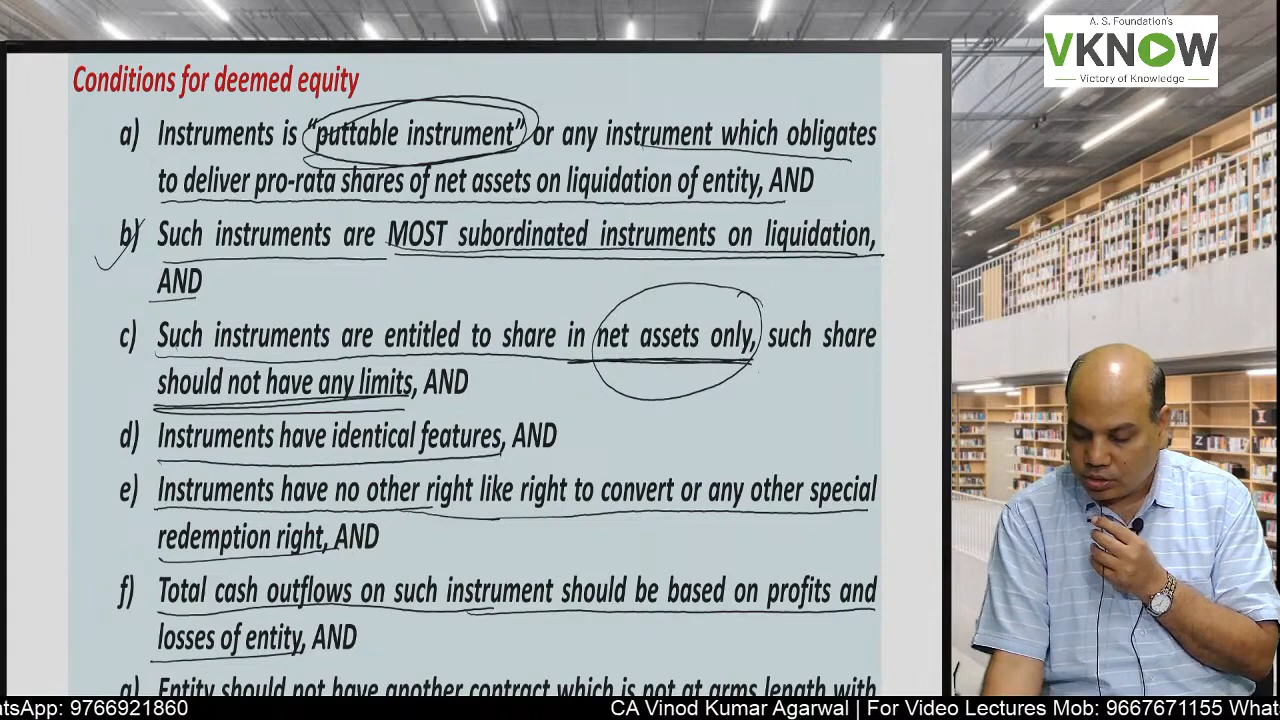 A. S. Foundation's
VKNOW
Victory of Knowledge
Conditions for deemed equity
a) Instruments is “puttable instrument” or any instrument which obligates
to deliver pro-rata shares of net assets on liquidation of entity, AND
b) Such instruments are MOST subordinated instruments on liquidation,
AND
c) Such instruments are entitled to share in net assets only, such share
should not have any limits, AND
d) Instruments have identical features, AND
e) Instruments have no other right like right to convert or any other special
redemption right, AND
f) Total cash outflows on such instrument should be based on profits and
losses of entity, AND
g) Entity should not have another contract which is not at arms length with
atsApp: 9766921860 CA Vinod Kumar Agarwal | For Video Lectures Mob: 9667671155 What